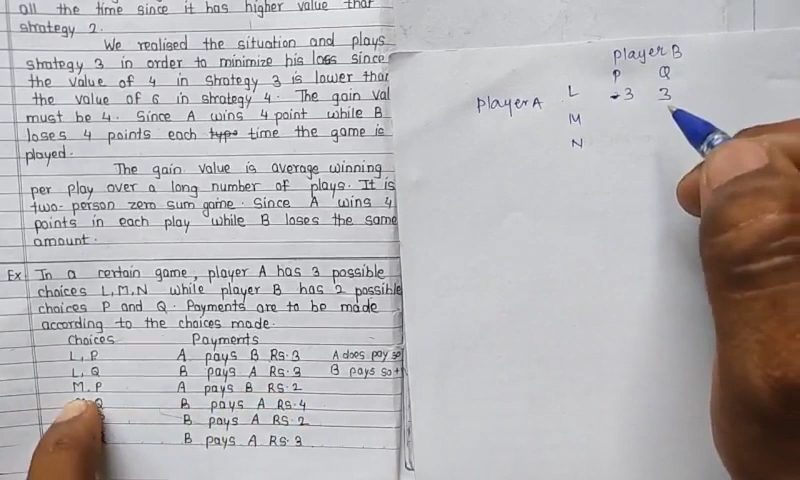 all the time since it has higher value than
strategy 2.
We realised the situation and plays
strategy 3 in order to minimize his loss since
the value of 4 in strategy 3 is lower than
the value of 6 in strategy 4. The gain val
must be 4. Since A wins 4 point while B
loses 4 points each time the game is
played.
The gain value is average winning
per play over a long number of plays. It is
two-person zero sum game. Since A wins 4
points in each play while B loses the same
amount.
Ex In a certain game, player A has 3 possible
choices L,M,N while player B has 2 possible
choices P and Q. Payments are to be made
according to the choices made.
Choices Payments
L,P A pays B Rs.3 A does pay so
L,Q B pays A RS.3 B pays so
M.P A pays B RS.2
Q B pays A RS.4
B pays A RS.2
B pays A RS.3
player B
P Q
Player A L -3 3
M
N